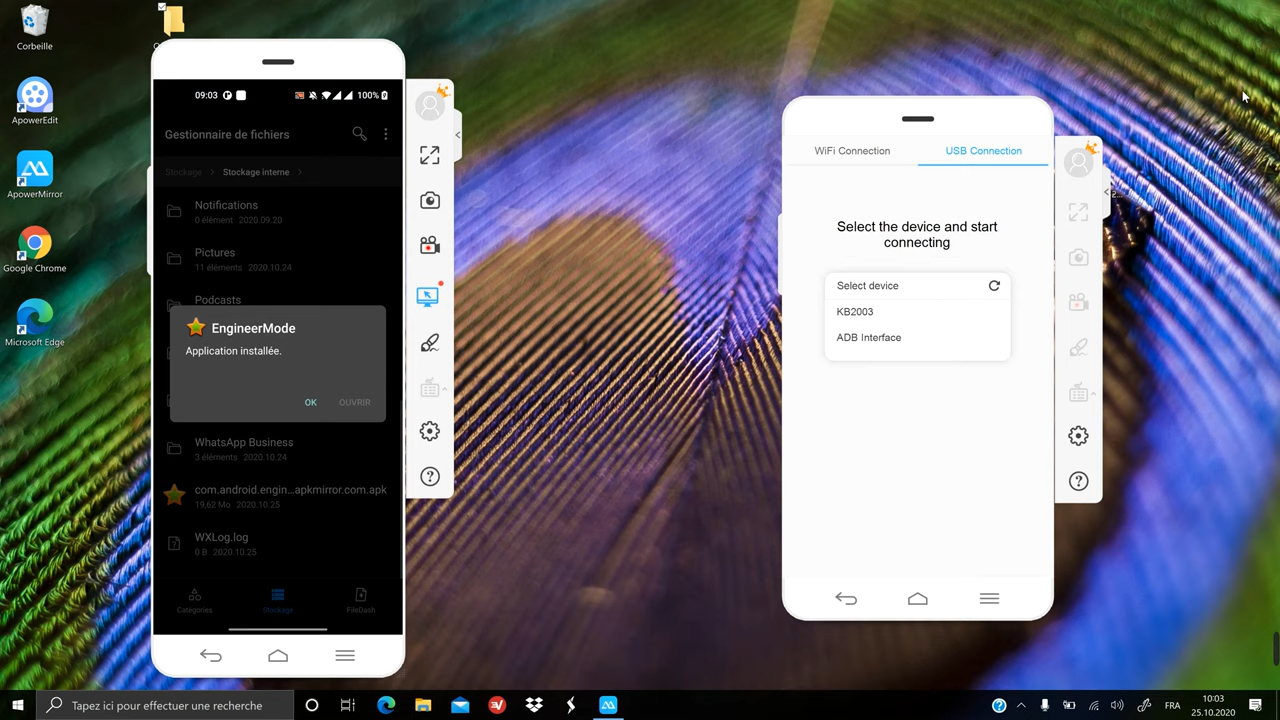 Corbeille
ApowerEdit
ApowerMirror
Google Chrome
Microsoft Edge
09:03
100%
Gestionnaire de fichiers
Stockage
Stockage interne
Notifications
0 élément 2020.09.20
Pictures
11 éléments 2020.10.24
Podcasts
EngineerMode
Application installée.
OK
OUVRIR
WhatsApp Business
3 éléments 2020.10.24
com.android.engin...apkmirror.com.apk
19,62 Mo 2020.10.25
WXLog.log
0 B 2020.10.25
Catégories
Stockage
FileDash
WiFi Connection
USB Connection
Select the device and start
connecting
Select device
KB2003
ADB Interface
Tapez ici pour effectuer une recherche
FRA
10:03
25.10.2020